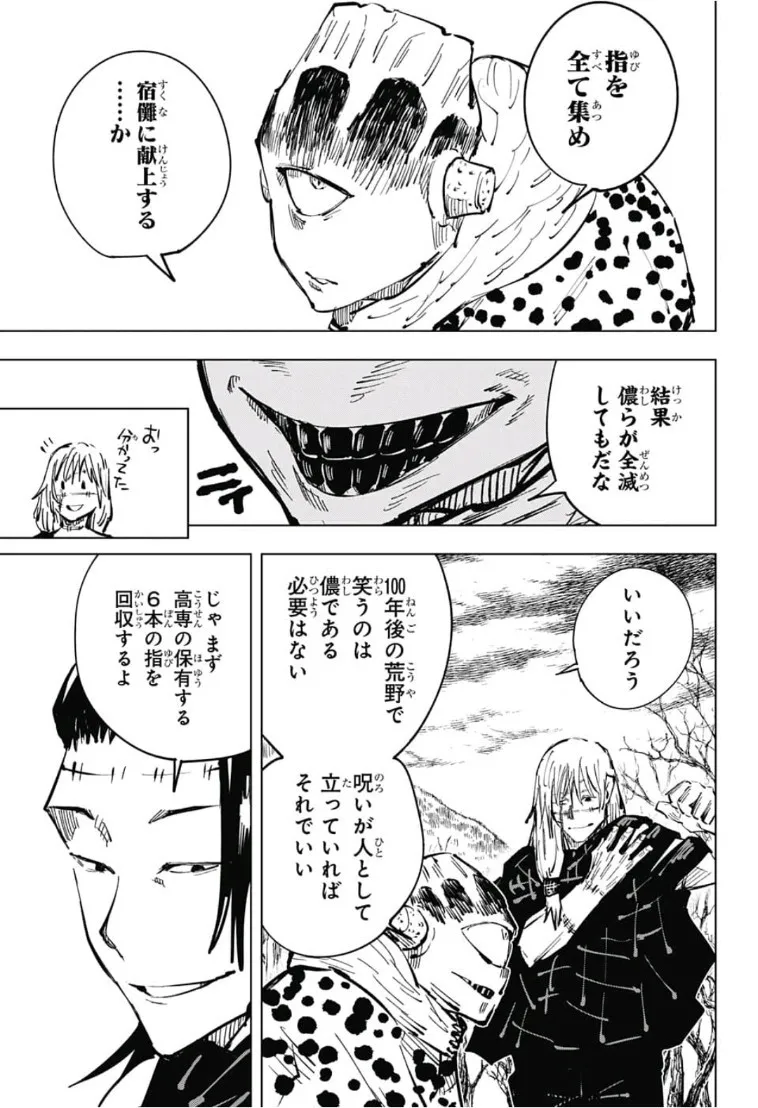 指を
全て集め
宿儺に献上する
……か
結果
儂らが全滅
してもだな
ニィ
おっ
分かってた
いいだろう
100年後の荒野で
笑うのは
儂である
必要はない
呪いが人として
立っていれば
それでいい
じゃ まず
高専の保有する
6本の指を
回収するよ